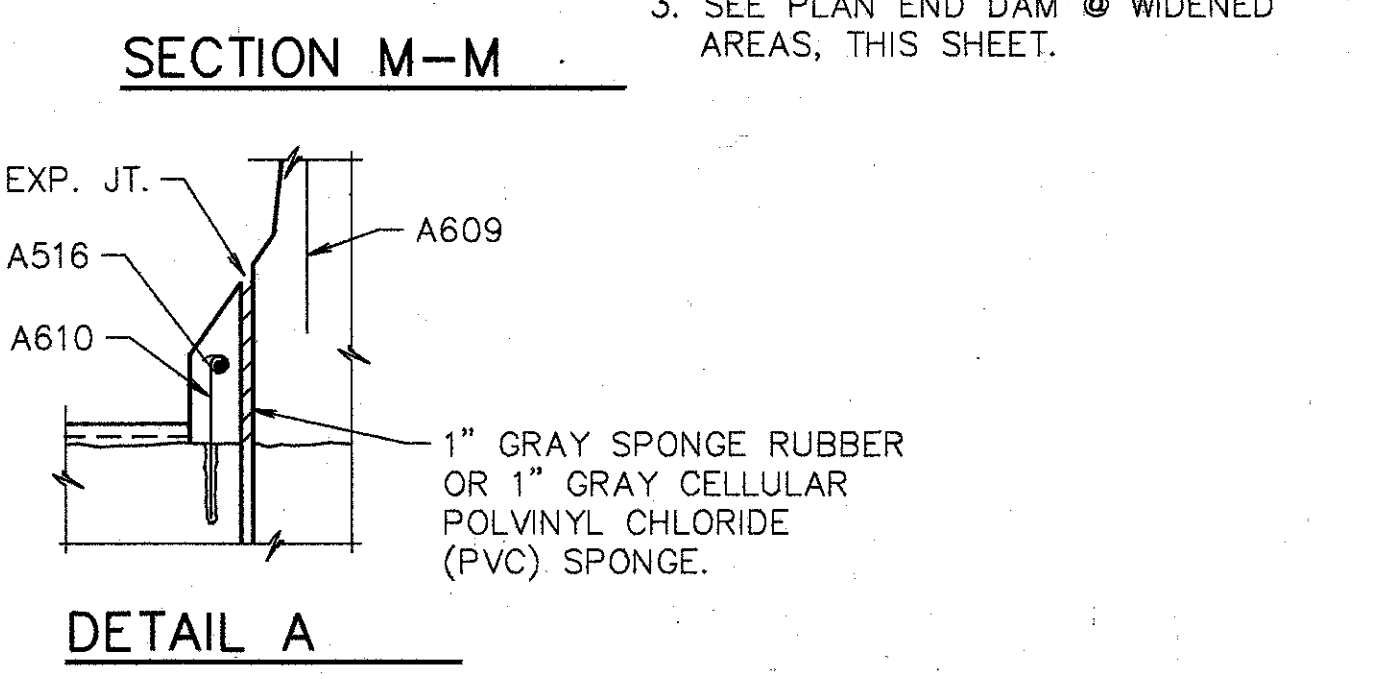 3. SEE PLAN END DAM @ WIDENED
AREAS, THIS SHEET.
SECTION M-M
EXP. JT.
A609
A516
A610
1" GRAY SPONGE RUBBER
OR 1" GRAY CELLULAR
POLVINYL CHLORIDE
(PVC) SPONGE.
DETAIL A